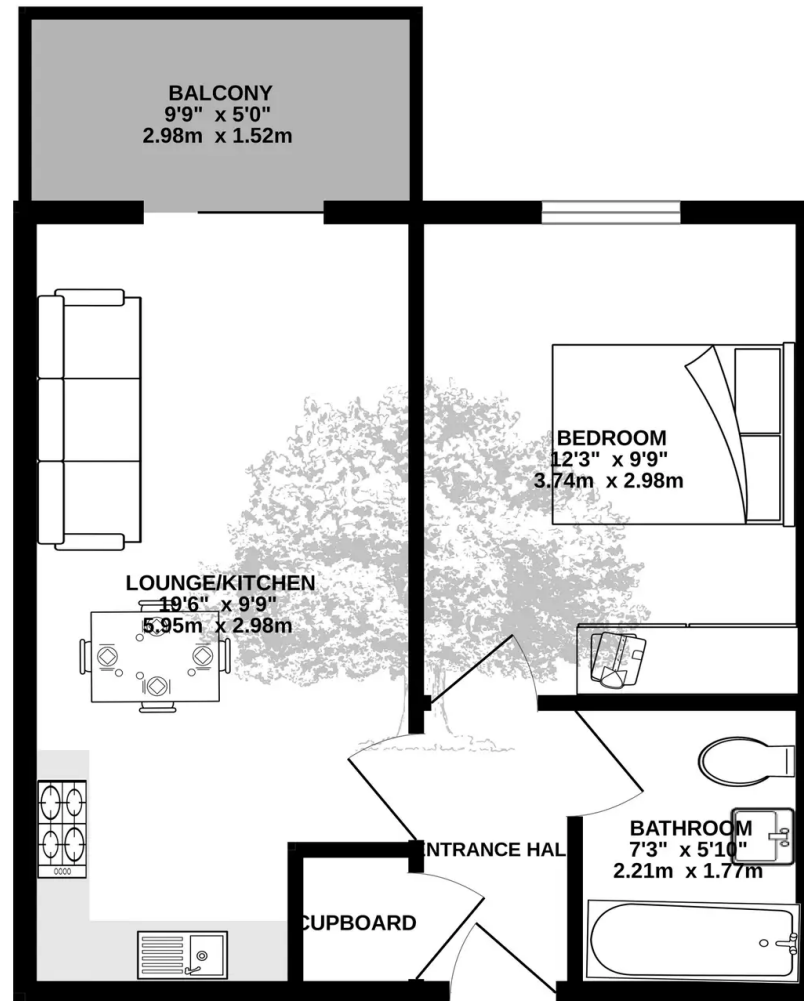 BALCONY
9'9" x 5'0"
2.98m x 1.52m
BEDROOM
12'3" x 9'9"
3.74m x 2.98m
LOUNGE/KITCHEN
19'6" x 9'9"
5.95m x 2.98m
BATHROOM
7'3" x 5'10"
2.21m x 1.77m
ENTRANCE HALL
CUPBOARD